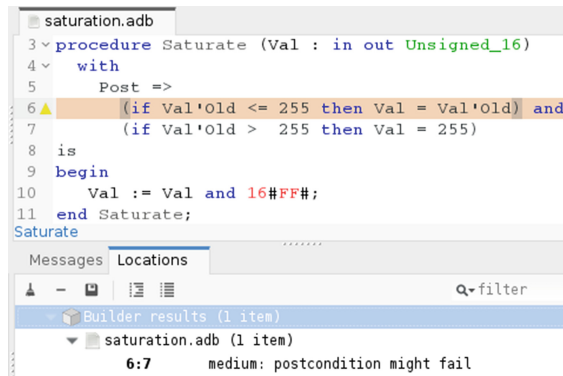 saturation.adb
3 procedure Saturate (Val : in out Unsigned_16)
4 with
5 Post =>
6 (if Val'Old <= 255 then Val = Val'Old) and
7 (if Val'Old >  255 then Val = 255)
8 is
9 begin
10 Val := Val and 16#FF#;
11 end Saturate;
Saturate
Messages Locations
filter
Builder results (1 item)
saturation.adb (1 item)
6:7 medium: postcondition might fail